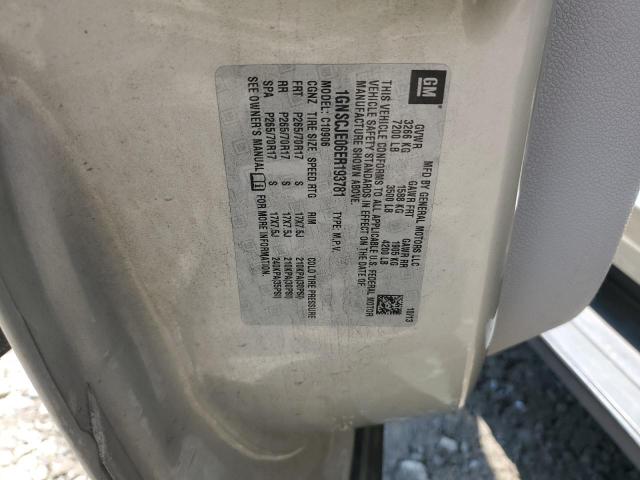 GM
MFD BY GENERAL MOTORS LLC
10/13
GVWR GAWR FRT GAWR RR
3266 KG 1588 KG 1905 KG
7200 LB 3500 LB 4200 LB
THIS VEHICLE CONFORMS TO ALL APPLICABLE U.S. FEDERAL MOTOR
VEHICLE SAFETY STANDARDS IN EFFECT ON THE DATE OF
MANUFACTURE SHOWN ABOVE.
1GNSCJE06ER193781 TYPE: M.P.V.
MODEL: C10906
CGNZ TIRE SIZE SPEED RTG RIM COLD TIRE PRESSURE
FRT P265/70R17 S 17X7.5J 210KPA(30PSI)
RR P265/70R17 S 17X7.5J 210KPA(30PSI)
SPA P265/70R17 S 17X7.5J 240KPA(35PSI)
SEE OWNER'S MANUAL FOR MORE INFORMATION.